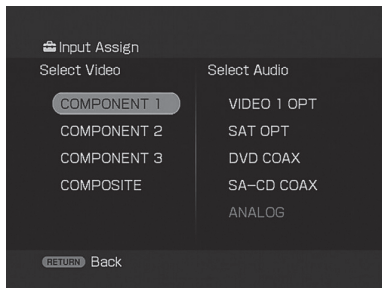 Input Assign
Select Video
COMPONENT 1
COMPONENT 2
COMPONENT 3
COMPOSITE
Select Audio
VIDEO 1 OPT
SAT OPT
DVD COAX
SA-CD COAX
ANALOG
RETURN Back